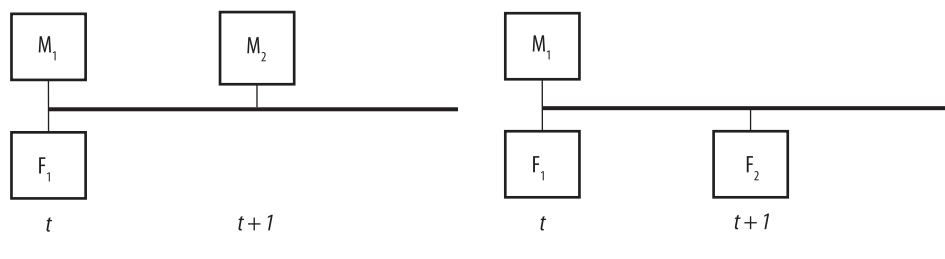 M₁ M₂ M₁
F₁ F₁ F₂
t t + 1 t t + 1